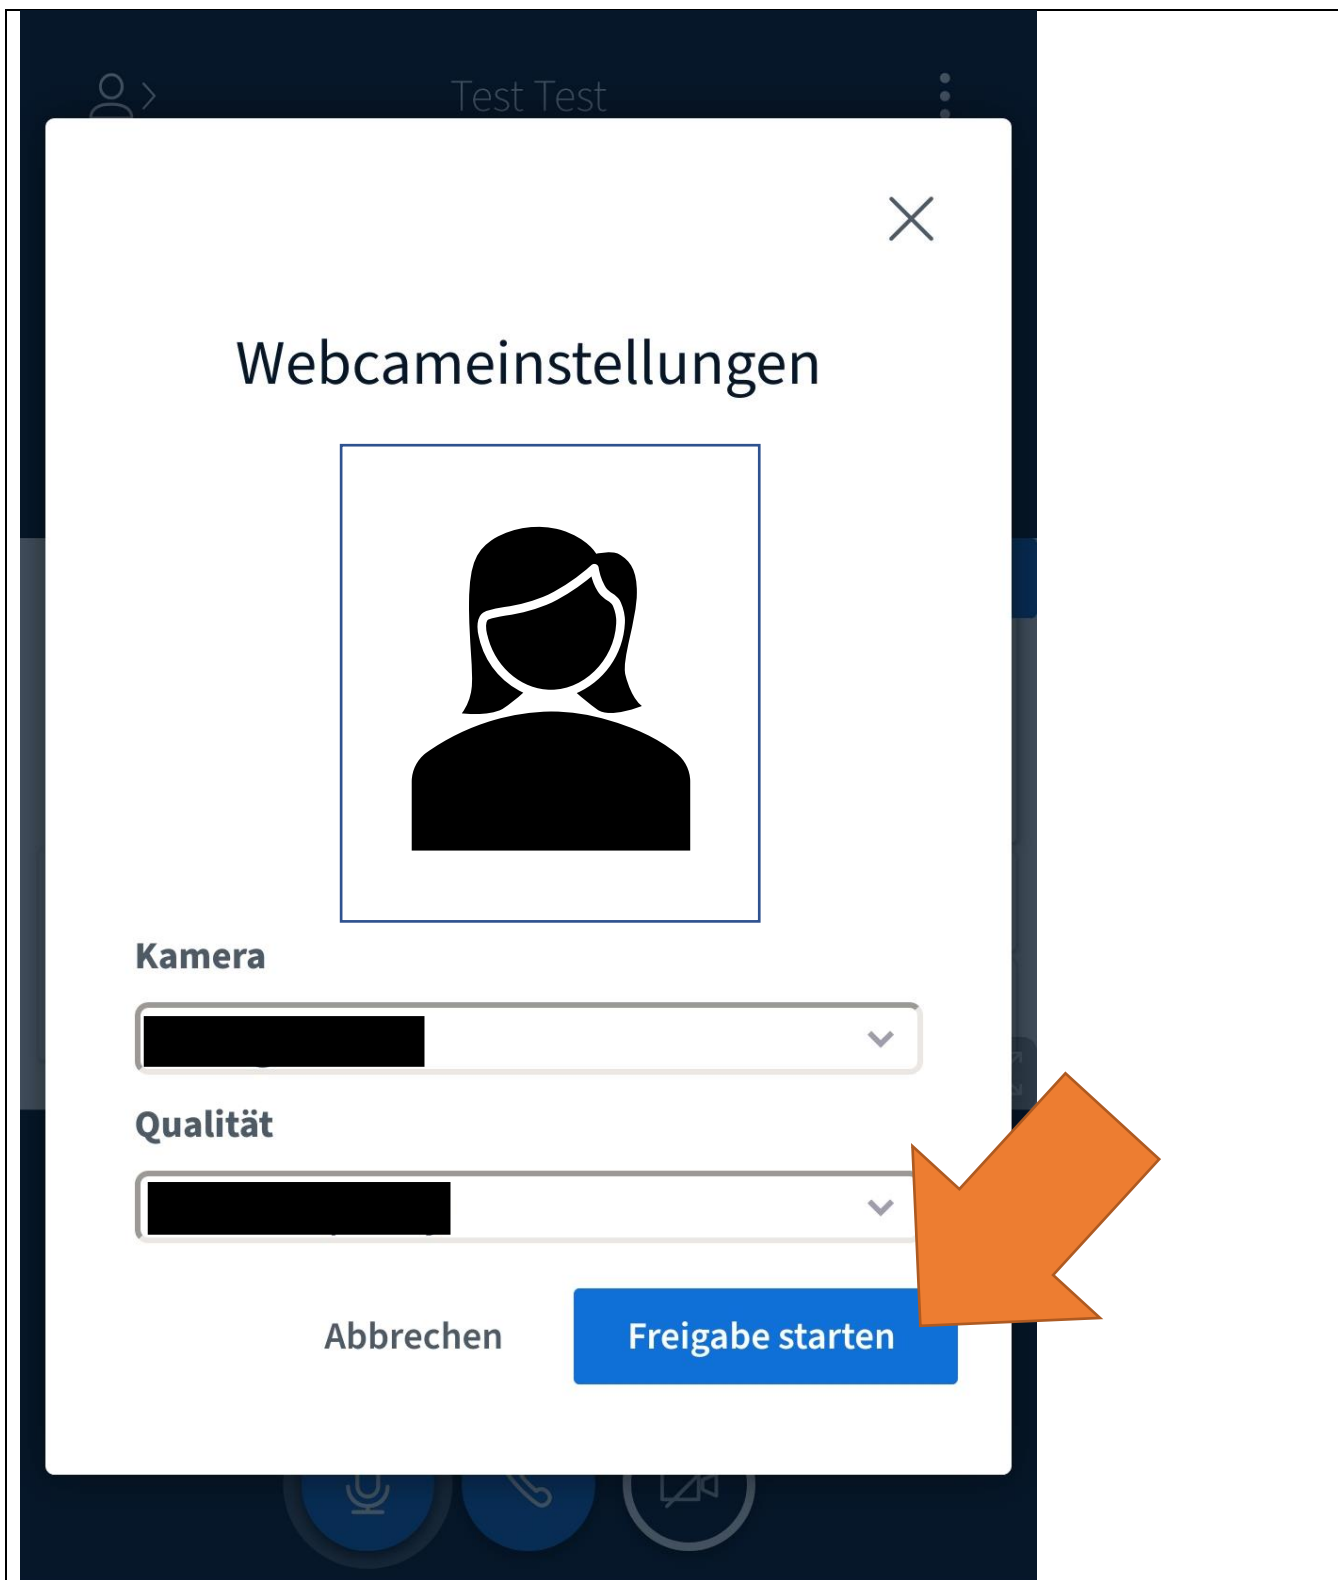 Test Test
Webcameinstellungen
Kamera
Qualität
Abbrechen
Freigabe starten